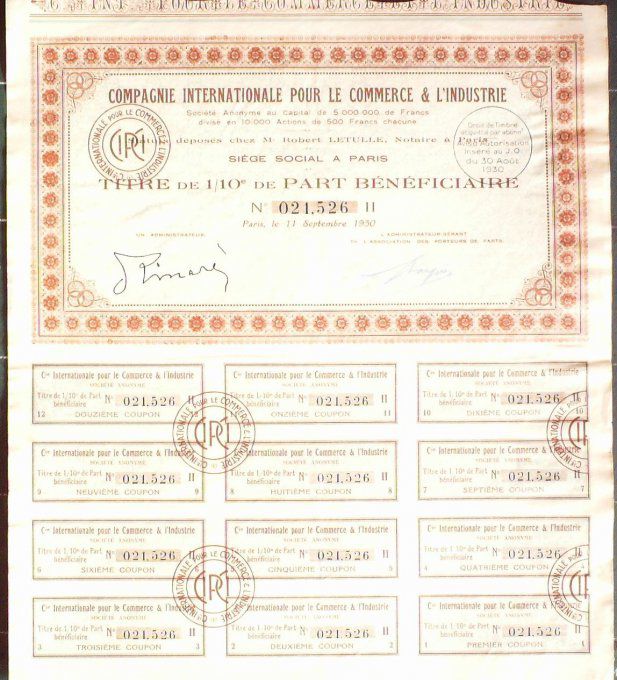 COMPAGNIE INTERNATIONALE POUR LE COMMERCE & L'INDUSTRIE
Société Anonyme au Capital de 5.000.000 de Francs
divisé en 10.000 Actions de 500 Francs chacune
déposés chez Me Robert LETULLE, Notaire à Paris
SIÈGE SOCIAL A PARIS
Cie INTERNATIONALE POUR LE COMMERCE & L'INDUSTRIE
CIPCI
Droit de Timbre
acquitté par abonnt
Autorisation
Inséré au J.O.
du 30 Août
1930
TITRE DE 1/10e DE PART BÉNÉFICIAIRE
No 021,526 II
Paris, le 11 Septembre 1930
UN ADMINISTRATEUR
L'ADMINISTRATEUR-GÉRANT
DE L'ASSOCIATION DES PORTEURS DE PARTS,
Cie Internationale pour le Commerce & l'Industrie
SOCIÉTÉ ANONYME
Titre de 1/10e de Part bénéficiaire No 021,526 II
12 DOUZIÈME COUPON
Cie Internationale pour le Commerce & l'Industrie
SOCIÉTÉ ANONYME
Titre de 1/10e de Part bénéficiaire No 021,526 II
ONZIÈME COUPON 11
Cie Internationale pour le Commerce & l'Industrie
SOCIÉTÉ ANONYME
Titre de 1/10e de Part bénéficiaire No 021,526 II
10 DIXIÈME COUPON 10
Cie Internationale pour le Commerce & l'Industrie
SOCIÉTÉ ANONYME
Titre de 1/10e de Part bénéficiaire No 021,526 II
9 NEUVIÈME COUPON 9
Cie Internationale pour le Commerce & l'Industrie
SOCIÉTÉ ANONYME
Titre de 1/10e de Part bénéficiaire No 021,526 II
8 HUITIÈME COUPON 8
Cie Internationale pour le Commerce & l'Industrie
SOCIÉTÉ ANONYME
Titre de 1/10e de Part bénéficiaire No 021,526 II
7 SEPTIÈME COUPON 7
Cie Internationale pour le Commerce & l'Industrie
SOCIÉTÉ ANONYME
Titre de 1/10e de Part bénéficiaire No 021,526 II
6 SIXIÈME COUPON
Cie Internationale pour le Commerce & l'Industrie
SOCIÉTÉ ANONYME
Titre de 1/10e de Part bénéficiaire No 021,526 II
CINQUIÈME COUPON 5
Cie Internationale pour le Commerce & l'Industrie
SOCIÉTÉ ANONYME
Titre de 1/10e de Part bénéficiaire No 021,526 II
4 QUATRIÈME COUPON
Cie Internationale pour le Commerce & l'Industrie
SOCIÉTÉ ANONYME
Titre de 1/10e de Part bénéficiaire No 021,526 II
3 TROISIÈME COUPON 3
Cie Internationale pour le Commerce & l'Industrie
SOCIÉTÉ ANONYME
Titre de 1/10e de Part bénéficiaire No 021,526 II
2 DEUXIÈME COUPON 2
Cie Internationale pour le Commerce & l'Industrie
SOCIÉTÉ ANONYME
Titre de 1/10e de Part bénéficiaire No 021,526 II
1 PREMIER COUPON 1